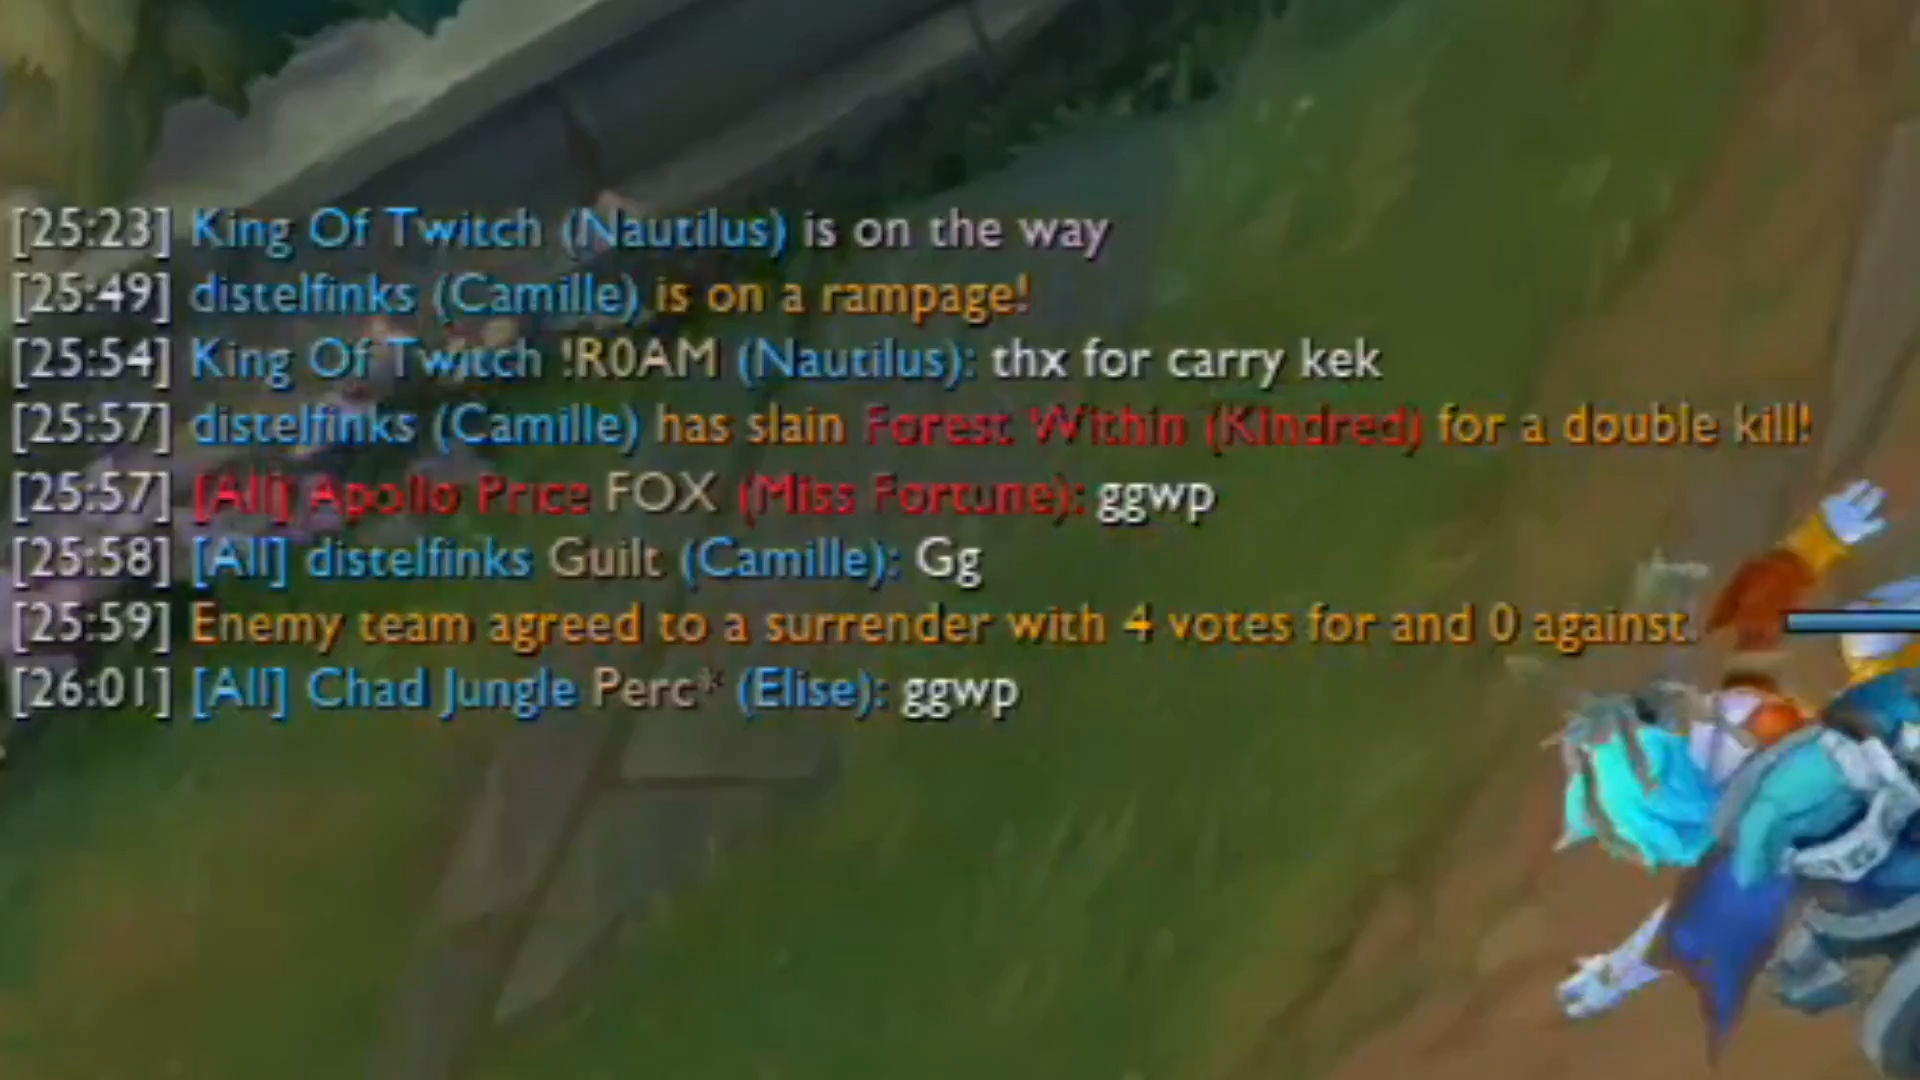 [25:23] King Of Twitch (Nautilus) is on the way
[25:49] distelfinks (Camille) is on a rampage!
[25:54] King Of Twitch !R0AM (Nautilus): thx for carry kek
[25:57] distelfinks (Camille) has slain Forest Within (Kindred) for a double kill!
[25:57] [All] Apollo Price FOX (Miss Fortune): ggwp
[25:58] [All] distelfinks Guilt (Camille): Gg
[25:59] Enemy team agreed to a surrender with 4 votes for and 0 against.
[26:01] [All] Chad Jungle Perc* (Elise): ggwp